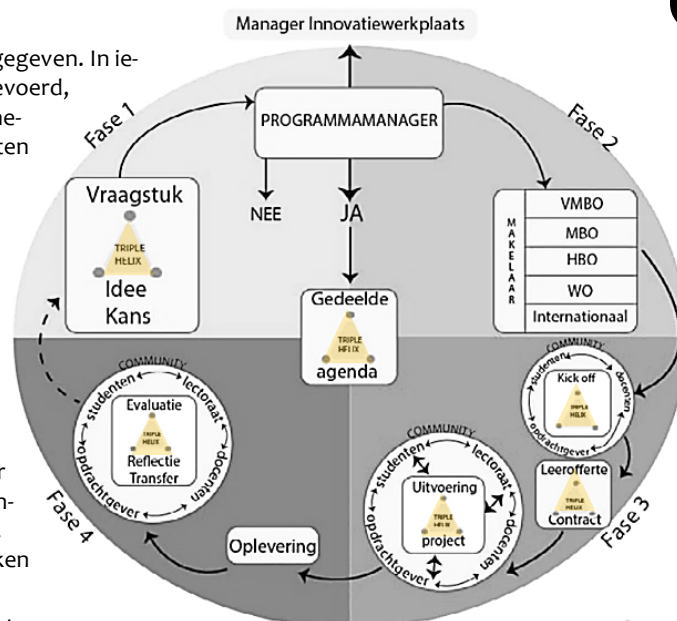 Manager Innovatiewerkplaats
gegeven. In ie-
evoerd,
ne-
ten
Fase 1
PROGRAMMAMANAGER
Fase 2
NEE
JA
Vraagstuk
TRIPLE
HELIX
Idee
Kans
MAKELAAR
VMBO
MBO
HBO
WO
Internationaal
Gedeelde
TRIPLE
HELIX
agenda
COMMUNITY
studenten
docenten
opdrachtgever
Kick off
Leerofferte
TRIPLE
HELIX
Contract
Fase 3
COMMUNITY
studenten
lectoraat
docenten
opdrachtgever
Uitvoering
TRIPLE
HELIX
project
Oplevering
COMMUNITY
studenten
lectoraat
docenten
opdrachtgever
Evaluatie
TRIPLE
HELIX
Reflectie
Transfer
Fase 4
r
n-
ken